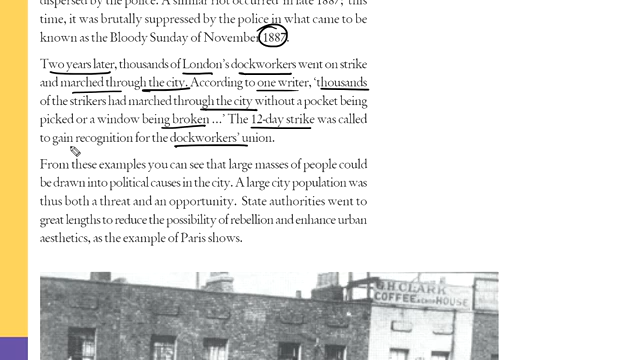 dispersed by the police. A similar riot occurred in late 1887; this
time, it was brutally suppressed by the police in what came to be
known as the Bloody Sunday of November 1887.
Two years later, thousands of London's dockworkers went on strike
and marched through the city. According to one writer, 'thousands
of the strikers had marched through the city without a pocket being
picked or a window being broken ...' The 12-day strike was called
to gain recognition for the dockworkers' union.
From these examples you can see that large masses of people could
be drawn into political causes in the city. A large city population was
thus both a threat and an opportunity. State authorities went to
great lengths to reduce the possibility of rebellion and enhance urban
aesthetics, as the example of Paris shows.
G.H CLARK
COFFEE HOUSE